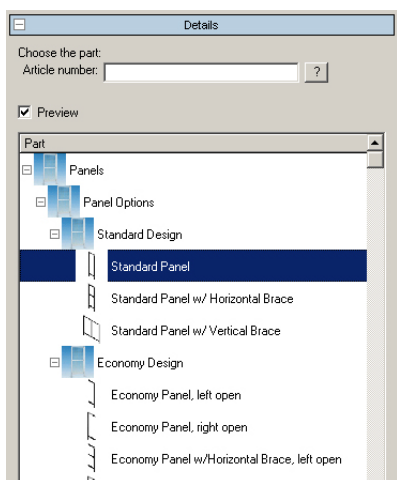 Details
Choose the part:
Article number:
?
Preview
Part
Panels
Panel Options
Standard Design
Standard Panel
Standard Panel w/ Horizontal Brace
Standard Panel w/ Vertical Brace
Economy Design
Economy Panel, left open
Economy Panel, right open
Economy Panel w/Horizontal Brace, left open